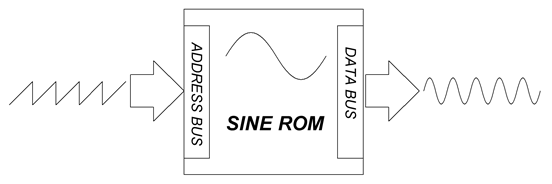 ADDRESS BUS
SINE ROM
DATA BUS